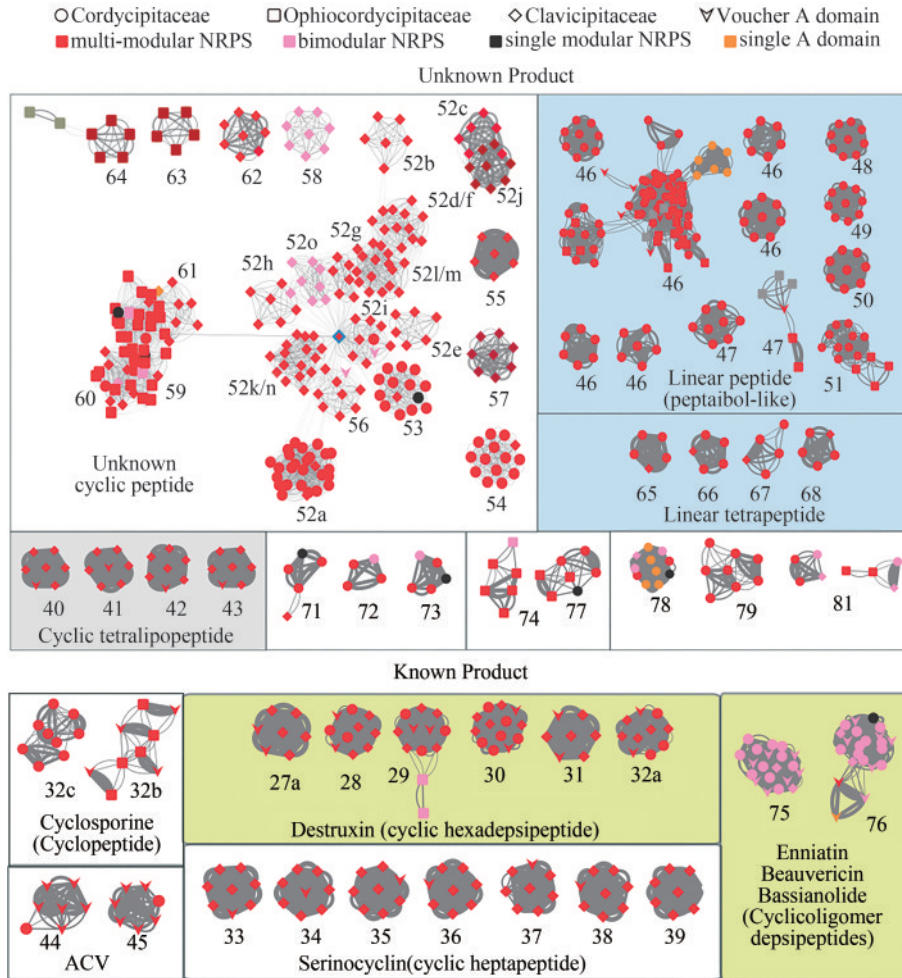 Cordycipitaceae Ophiocordycipitaceae Clavicipitaceae Voucher A domain
multi-modular NRPS bimodular NRPS single modular NRPS single A domain
Unknown Product
64 63 62 58 52b 52c 52j
52d/f
52g
52o
52h
52l/m
52i
55
61
52e
60 59
52k/n
56
53
57
Unknown
cyclic peptide
52a
54
46 46 46 48
46 49
50
46 46 47 47 51
Linear peptide
(peptaibol-like)
65 66 67 68
Linear tetrapeptide
40 41 42 43
Cyclic tetralipopeptide
71 72 73 74 77 78 79 81
Known Product
32c 32b
Cyclosporine
(Cyclopeptide)
27a 28 29 30 31 32a
Destruxin (cyclic hexadepsipeptide)
75 76
Enniatin
Beauvericin
Bassianolide
(Cyclicoligomer
depsipeptides)
44 45
ACV
33 34 35 36 37 38 39
Serinocyclin(cyclic heptapeptide)